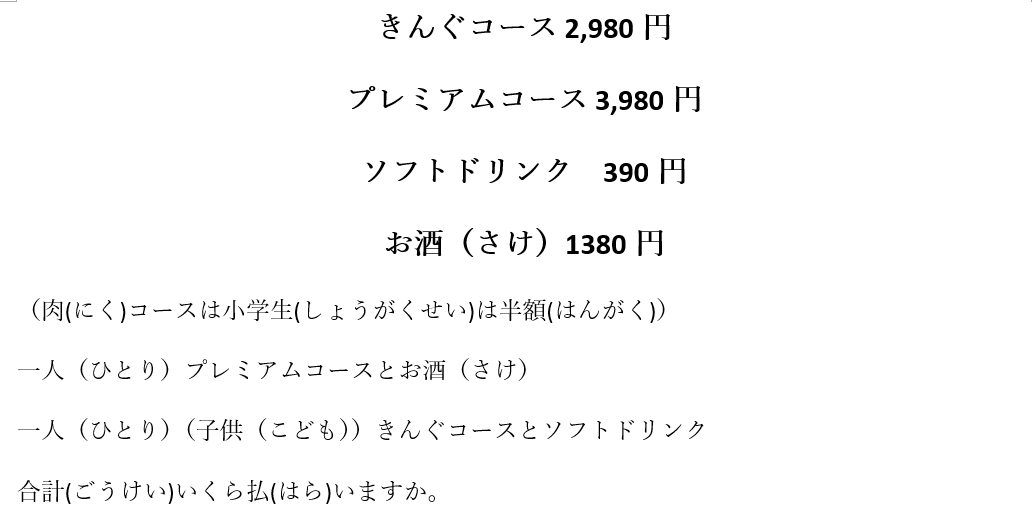 きんぐコース 2,980 円
プレミアムコース 3,980 円
ソフトドリンク　390 円
お酒（さけ）1380 円
（肉(にく)コースは小学生(しょうがくせい)は半額(はんがく)）
一人（ひとり）プレミアムコースとお酒（さけ）
一人（ひとり）（子供（こども））きんぐコースとソフトドリンク
合計(ごうけい)いくら払(はら)いますか。